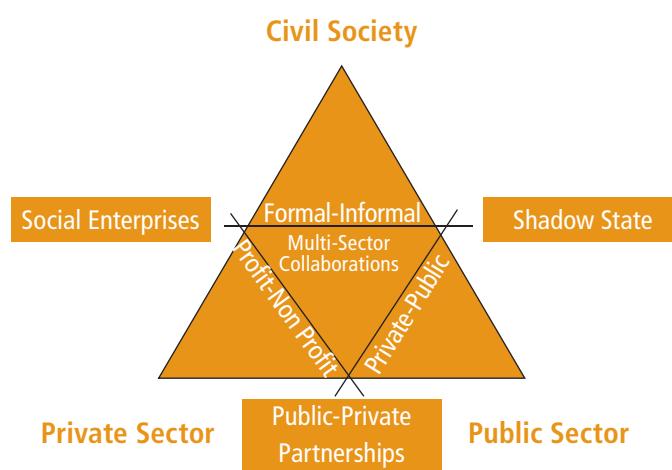 Civil Society
Social Enterprises
Formal-Informal
Shadow State
Multi-Sector
Collaborations
Profit-Non Profit
Private-Public
Private Sector
Public-Private
Partnerships
Public Sector